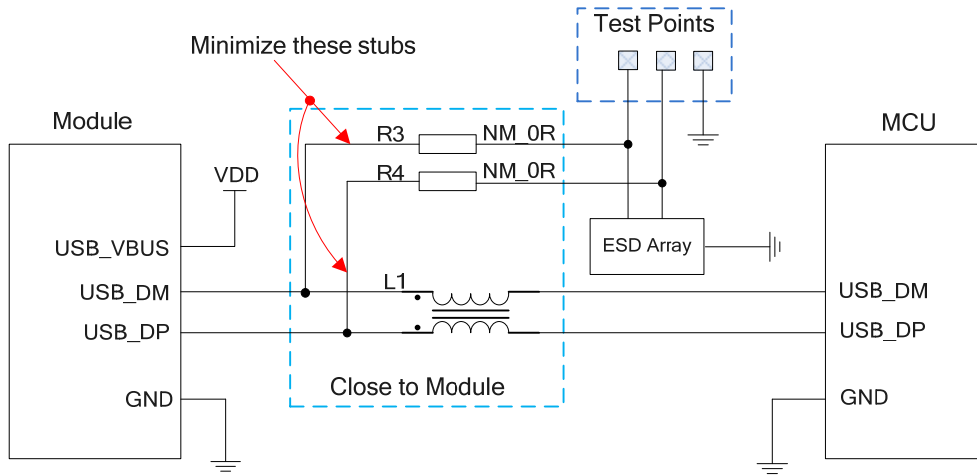 Minimize these stubs
Test Points
Module
MCU
R3 NM_0R
R4 NM_0R
VDD
ESD Array
USB_VBUS
USB_DM
L1
USB_DM
USB_DP
USB_DP
Close to Module
GND
GND